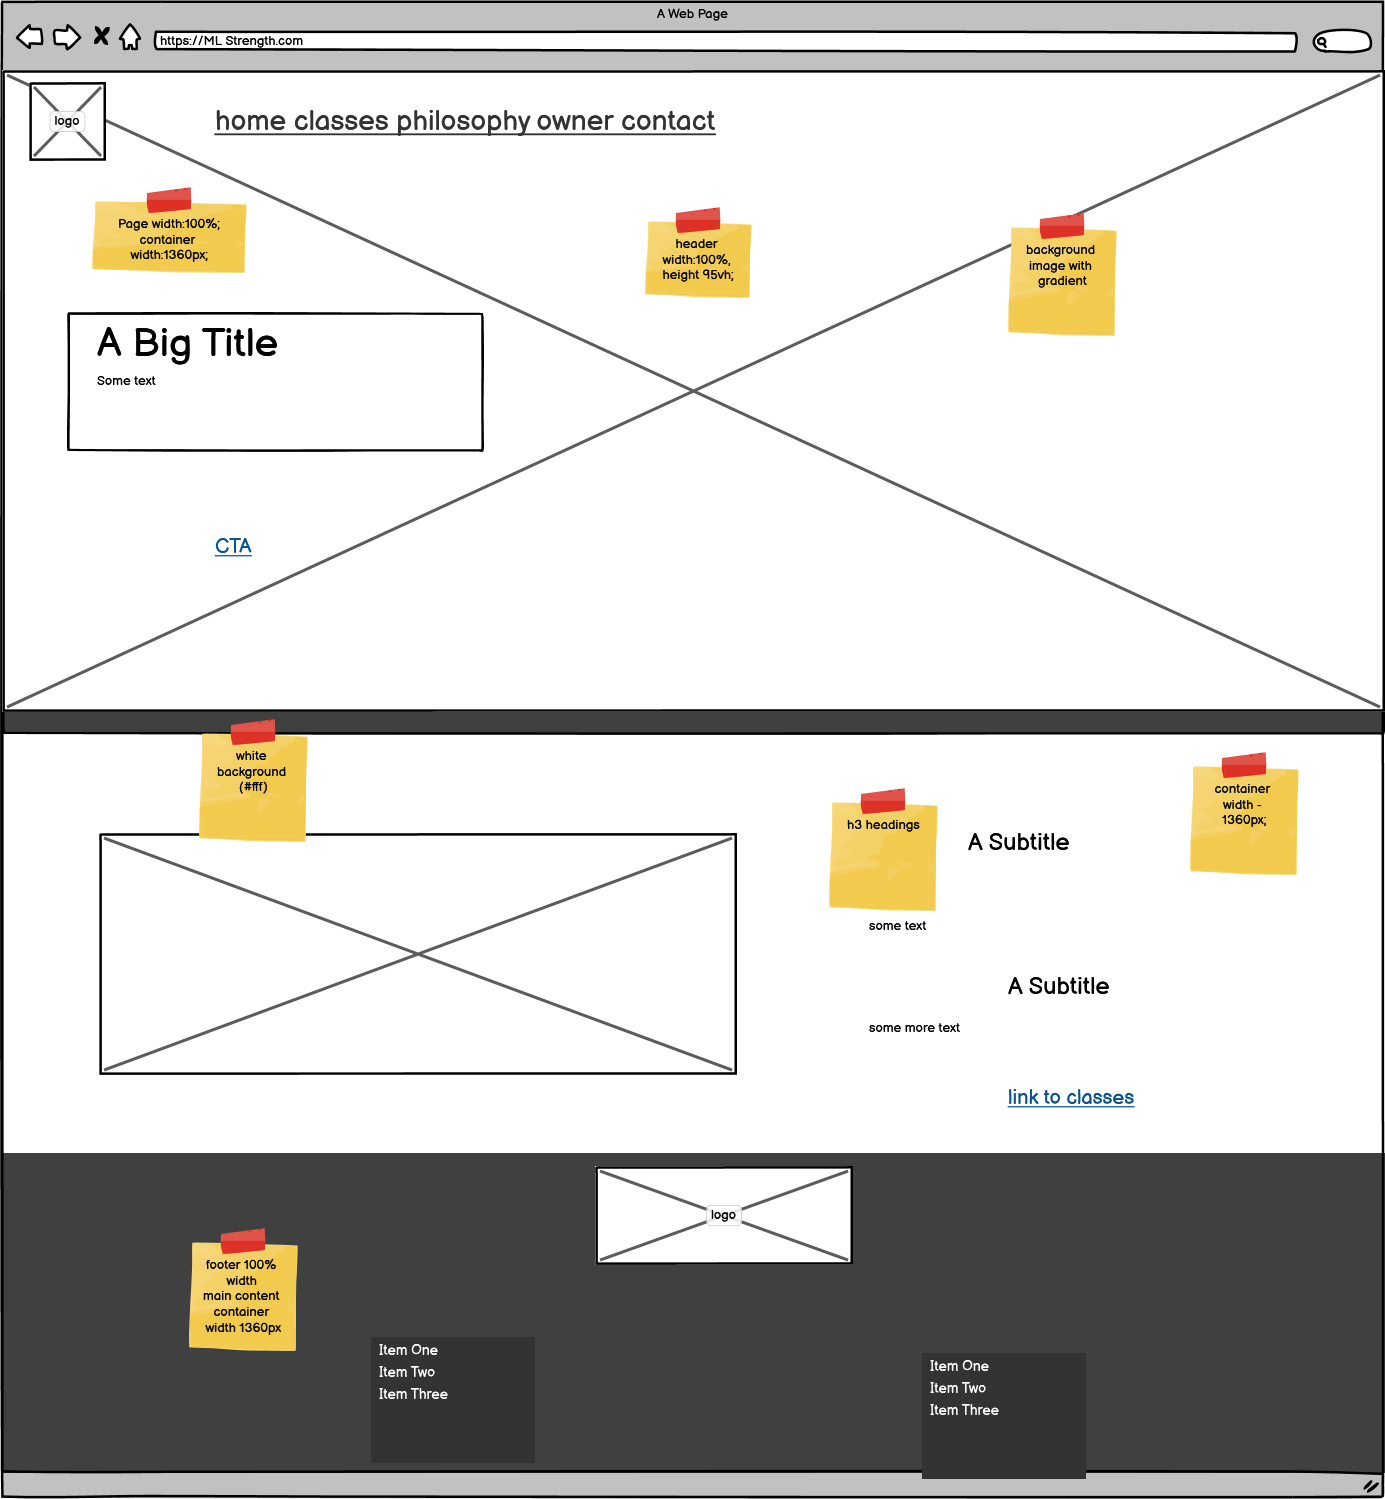 A Web Page
https://ML Strength.com
logo
home classes philosophy owner contact
Page width:100%;
container
width:1360px;
header
width:100%,
height 95vh;
background
image with
gradient
A Big Title
Some text
CTA
white
background
(#fff)
container
width -
1360px;
h3 headings
A Subtitle
some text
A Subtitle
some more text
link to classes
logo
footer 100%
width
main content
container
width 1360px
Item One
Item Two
Item Three
Item One
Item Two
Item Three